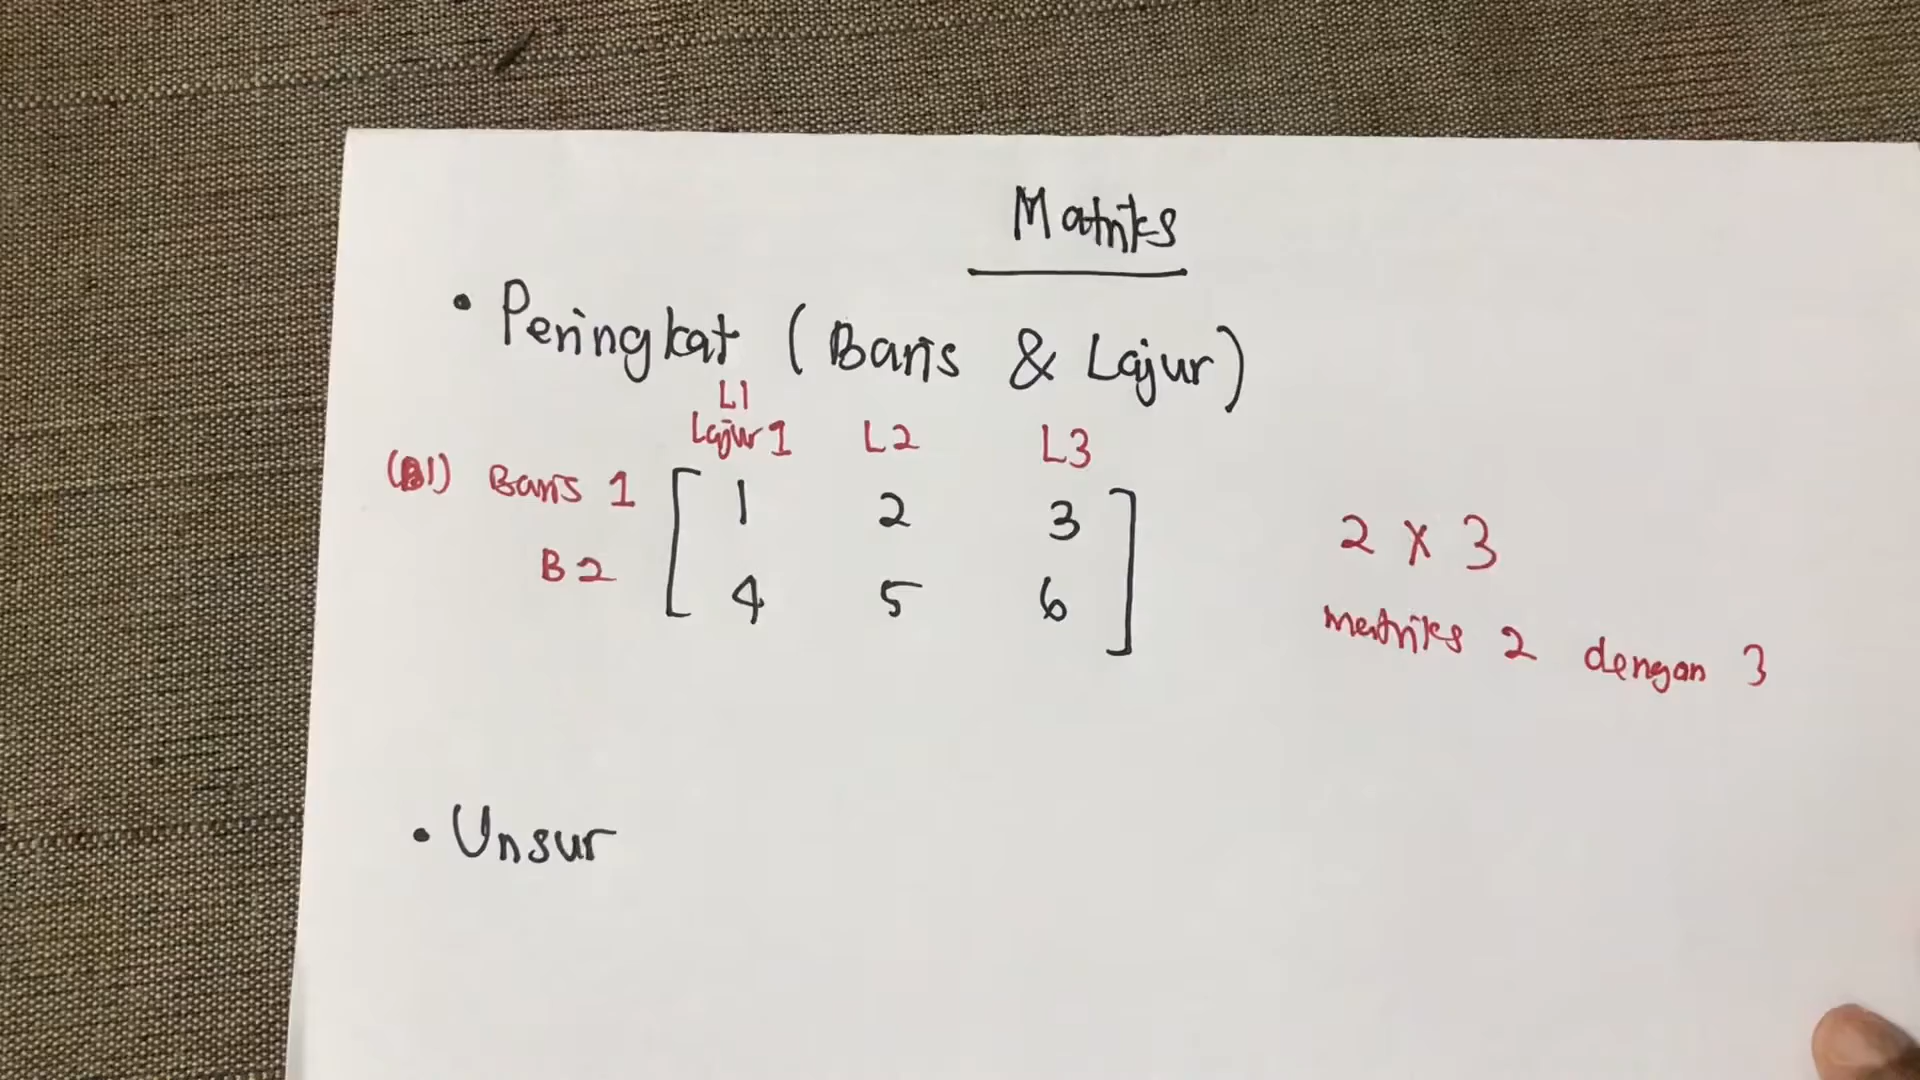 Matriks
• Peringkat (Baris & Lajur)
L1
Lajur 1 L2 L3
(B1) Baris 1 [ 1 2 3 ]
B2 [ 4 5 6 ]
2 x 3
matriks 2 dengan 3
• Unsur